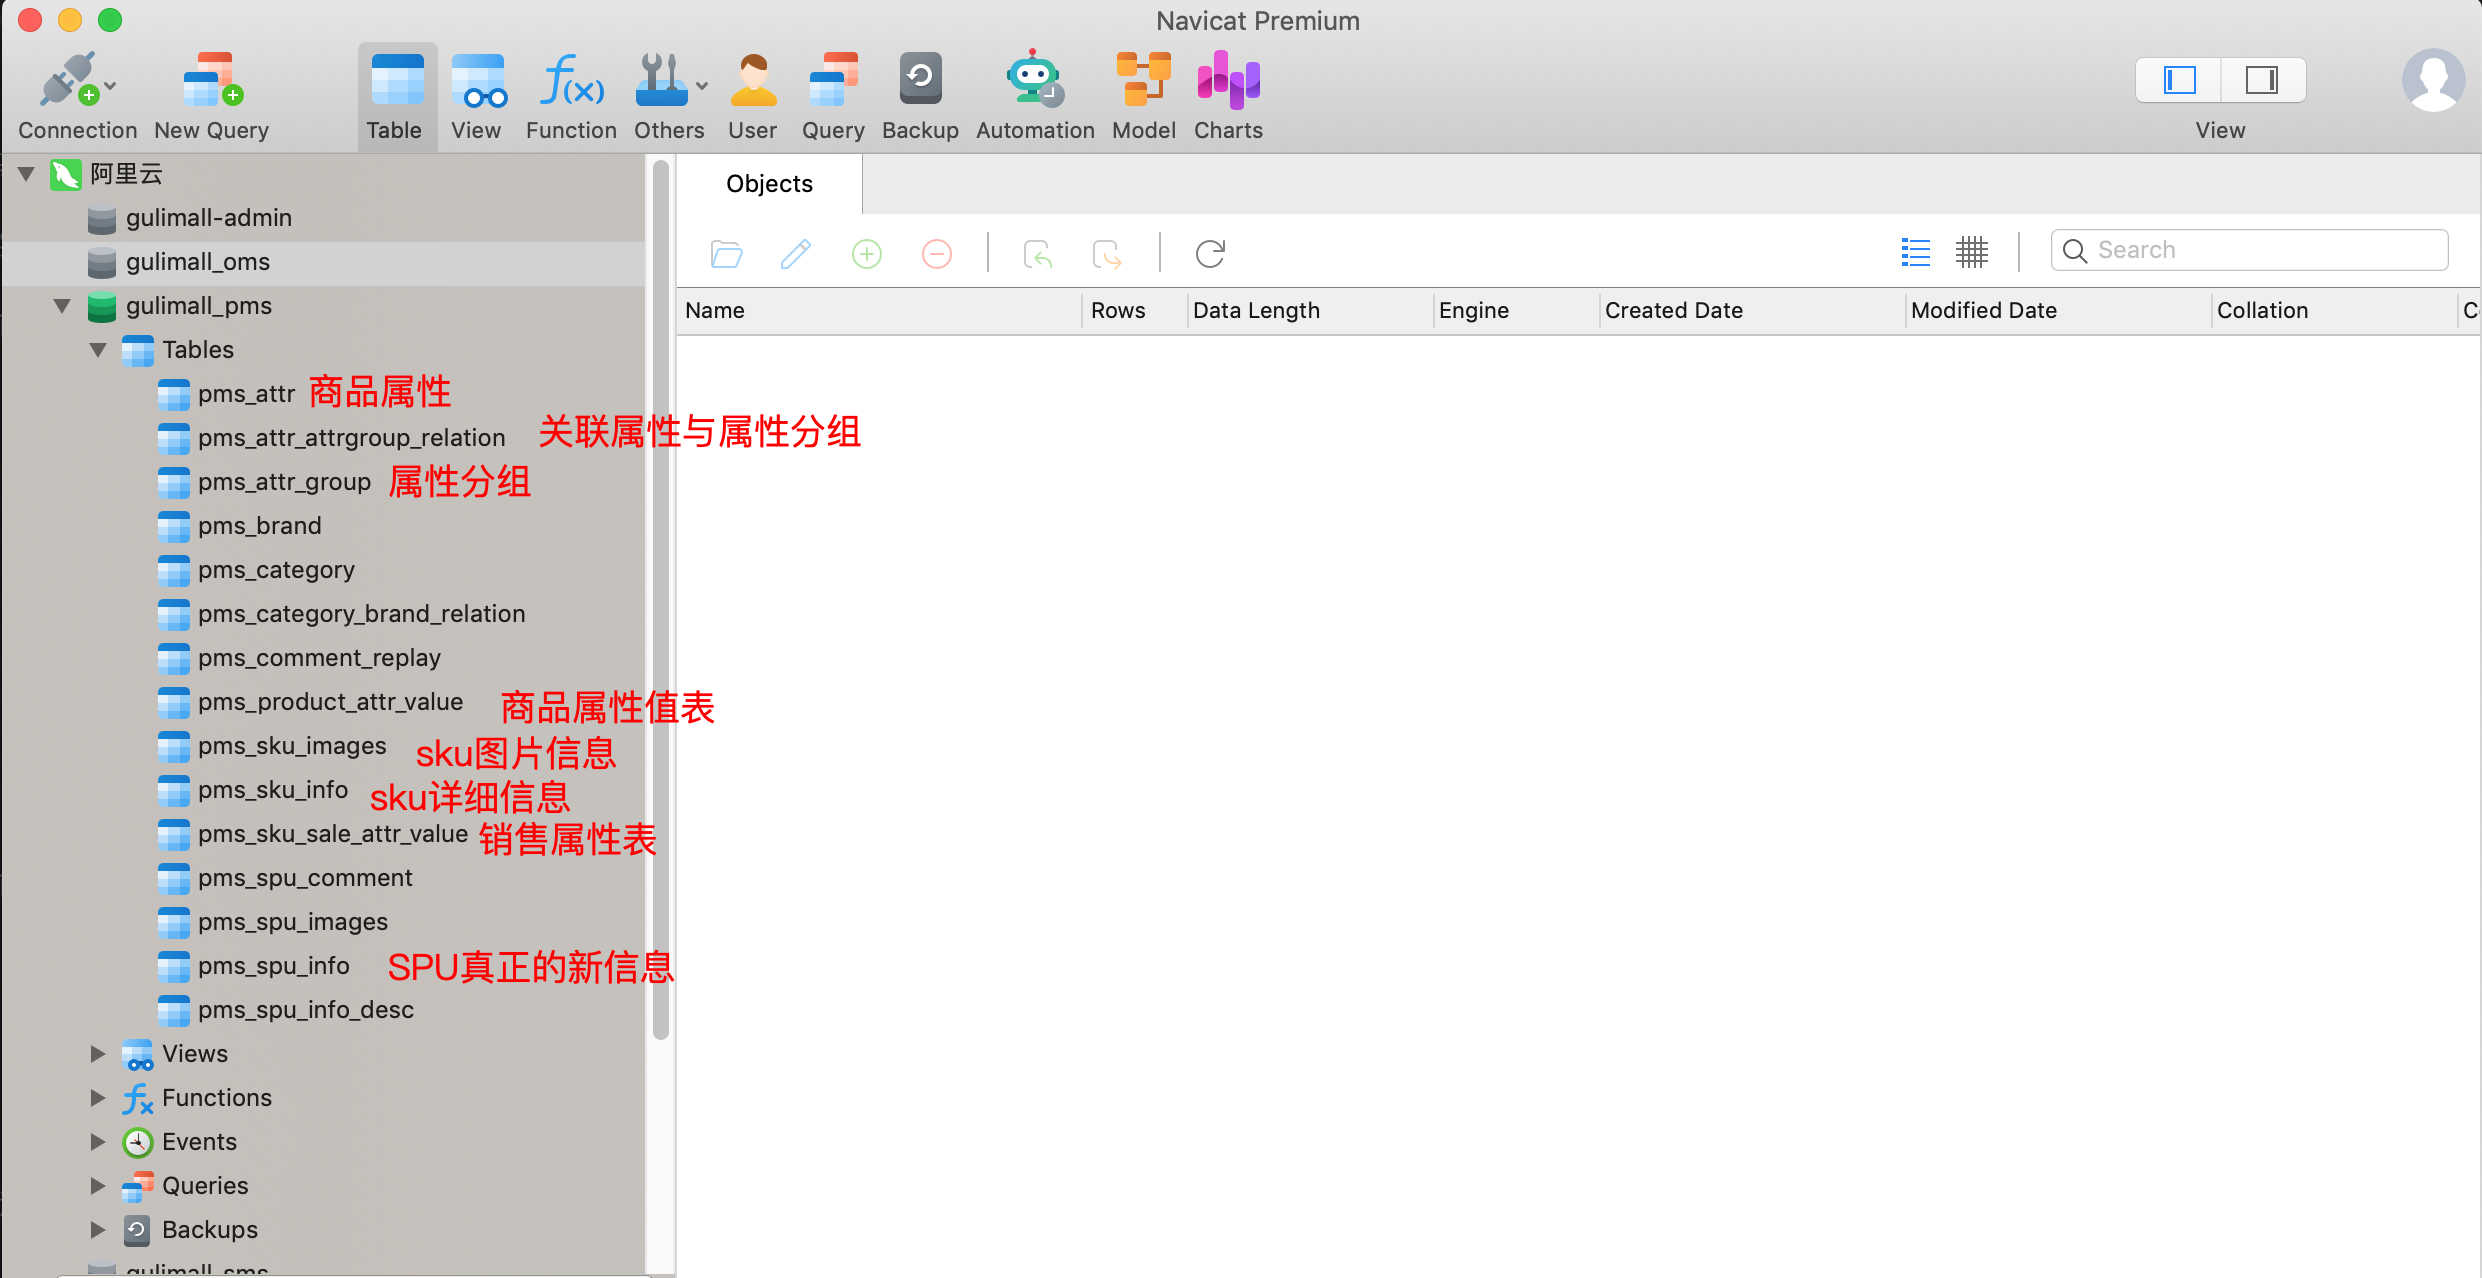 Navicat Premium
Connection
New Query
Table
View
Function
Others
User
Query
Backup
Automation
Model
Charts
View
阿里云
gulimall-admin
gulimall_oms
gulimall_pms
Tables
pms_attr 商品属性
pms_attr_attrgroup_relation 关联属性与属性分组
pms_attr_group 属性分组
pms_brand
pms_category
pms_category_brand_relation
pms_comment_replay
pms_product_attr_value 商品属性值表
pms_sku_images sku图片信息
pms_sku_info sku详细信息
pms_sku_sale_attr_value 销售属性表
pms_spu_comment
pms_spu_images
pms_spu_info SPU真正的新信息
pms_spu_info_desc
Views
Functions
Events
Queries
Backups
gulimall_sms
Objects
Search
Name
Rows
Data Length
Engine
Created Date
Modified Date
Collation